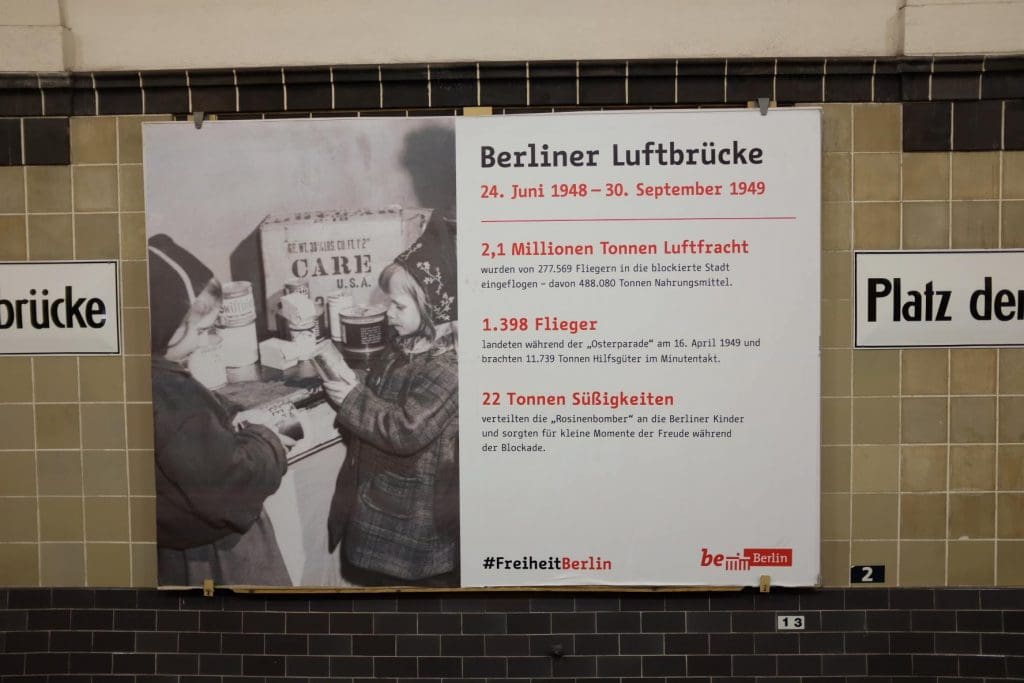 Berliner Luftbrücke
24. Juni 1948 – 30. September 1949
2,1 Millionen Tonnen Luftfracht
wurden von 277.569 Fliegern in die blockierte Stadt
eingeflogen – davon 488.080 Tonnen Nahrungsmittel.
1.398 Flieger
landeten während der „Osterparade“ am 16. April 1949 und
brachten 11.739 Tonnen Hilfsgüter im Minutentakt.
22 Tonnen Süßigkeiten
verteilten die „Rosinenbomber“ an die Berliner Kinder
und sorgten für kleine Momente der Freude während
der Blockade.
#FreiheitBerlin
be Berlin
CARE
U.S.A.
brücke
Platz der
2
13